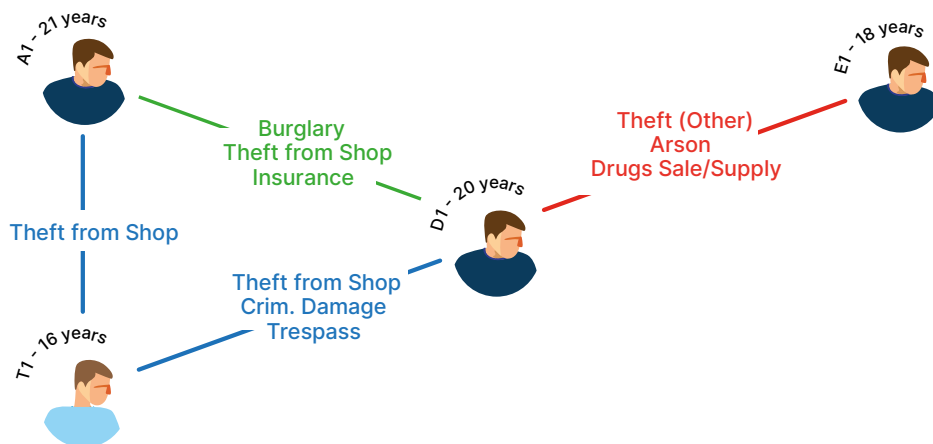 A1 - 21 years
E1 - 18 years
Burglary
Theft from Shop
Insurance
Theft (Other)
Arson
Drugs Sale/Supply
D1 - 20 years
Theft from Shop
Theft from Shop
Crim. Damage
Trespass
T1 - 16 years